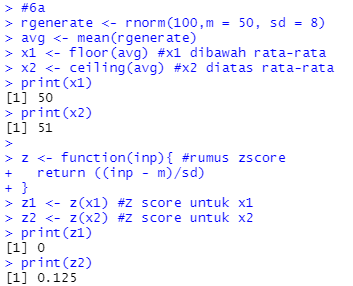 > #6a
> rgenerate <- rnorm(100,m = 50, sd = 8)
> avg <- mean(rgenerate)
> x1 <- floor(avg) #x1 dibawah rata-rata
> x2 <- ceiling(avg) #x2 diatas rata-rata
> print(x1)
[1] 50
> print(x2)
[1] 51
>
> z <- function(inp){ #rumus zscore
+   return ((inp - m)/sd)
+ }
> z1 <- z(x1) #Z score untuk x1
> z2 <- z(x2) #Z score untuk x2
> print(z1)
[1] 0
> print(z2)
[1] 0.125